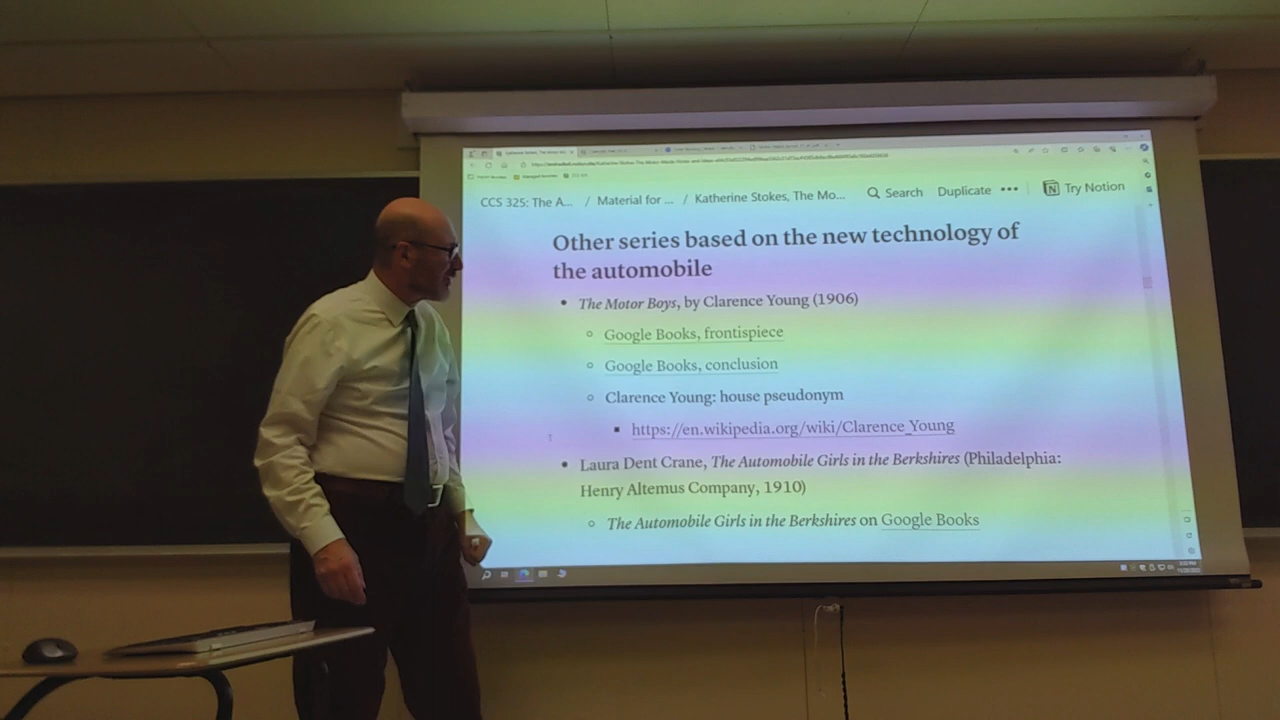 CCS 325: The A... / Material for ... / Katherine Stokes, The Mo... Search Duplicate ••• Try Notion
Other series based on the new technology of
the automobile
• The Motor Boys, by Clarence Young (1906)
◦ Google Books, frontispiece
◦ Google Books, conclusion
◦ Clarence Young: house pseudonym
▪ https://en.wikipedia.org/wiki/Clarence_Young
• Laura Dent Crane, The Automobile Girls in the Berkshires (Philadelphia:
Henry Altemus Company, 1910)
◦ The Automobile Girls in the Berkshires on Google Books